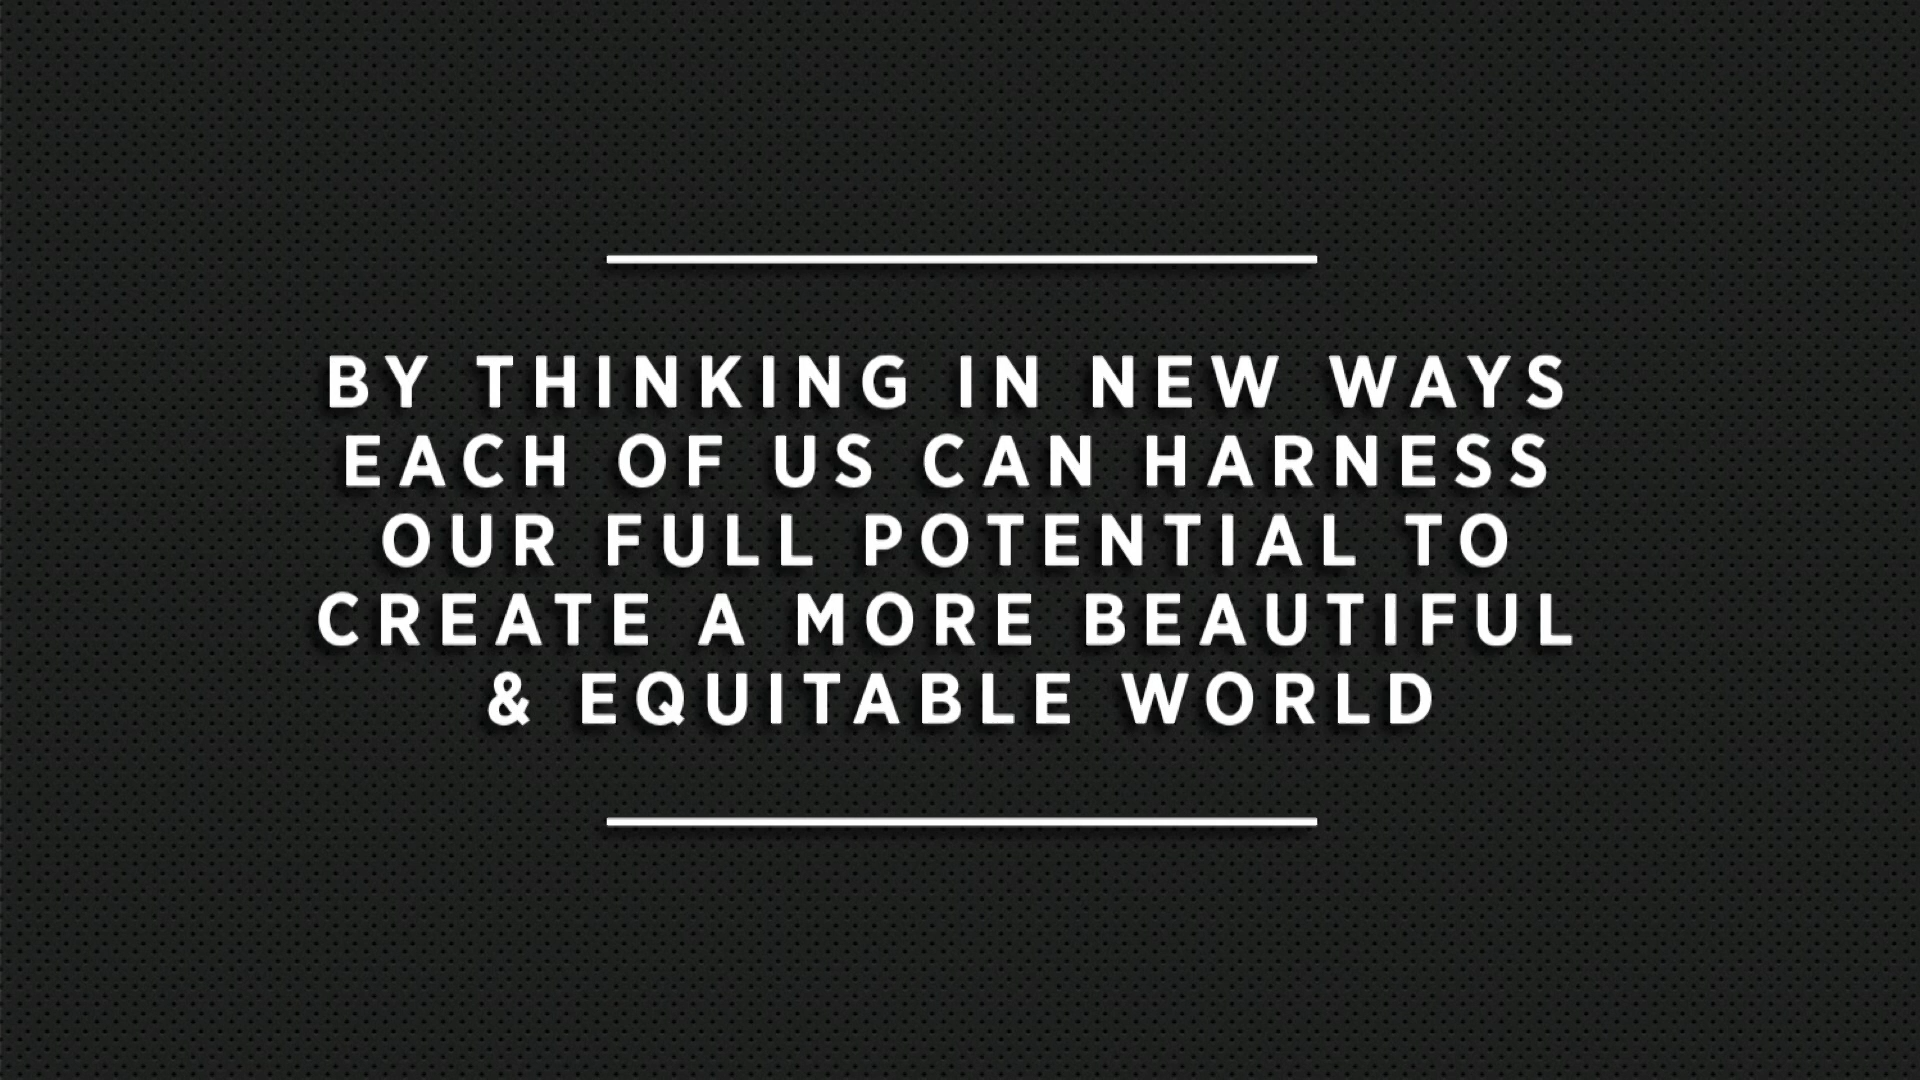 BY THINKING IN NEW WAYS
EACH OF US CAN HARNESS
OUR FULL POTENTIAL TO
CREATE A MORE BEAUTIFUL
& EQUITABLE WORLD